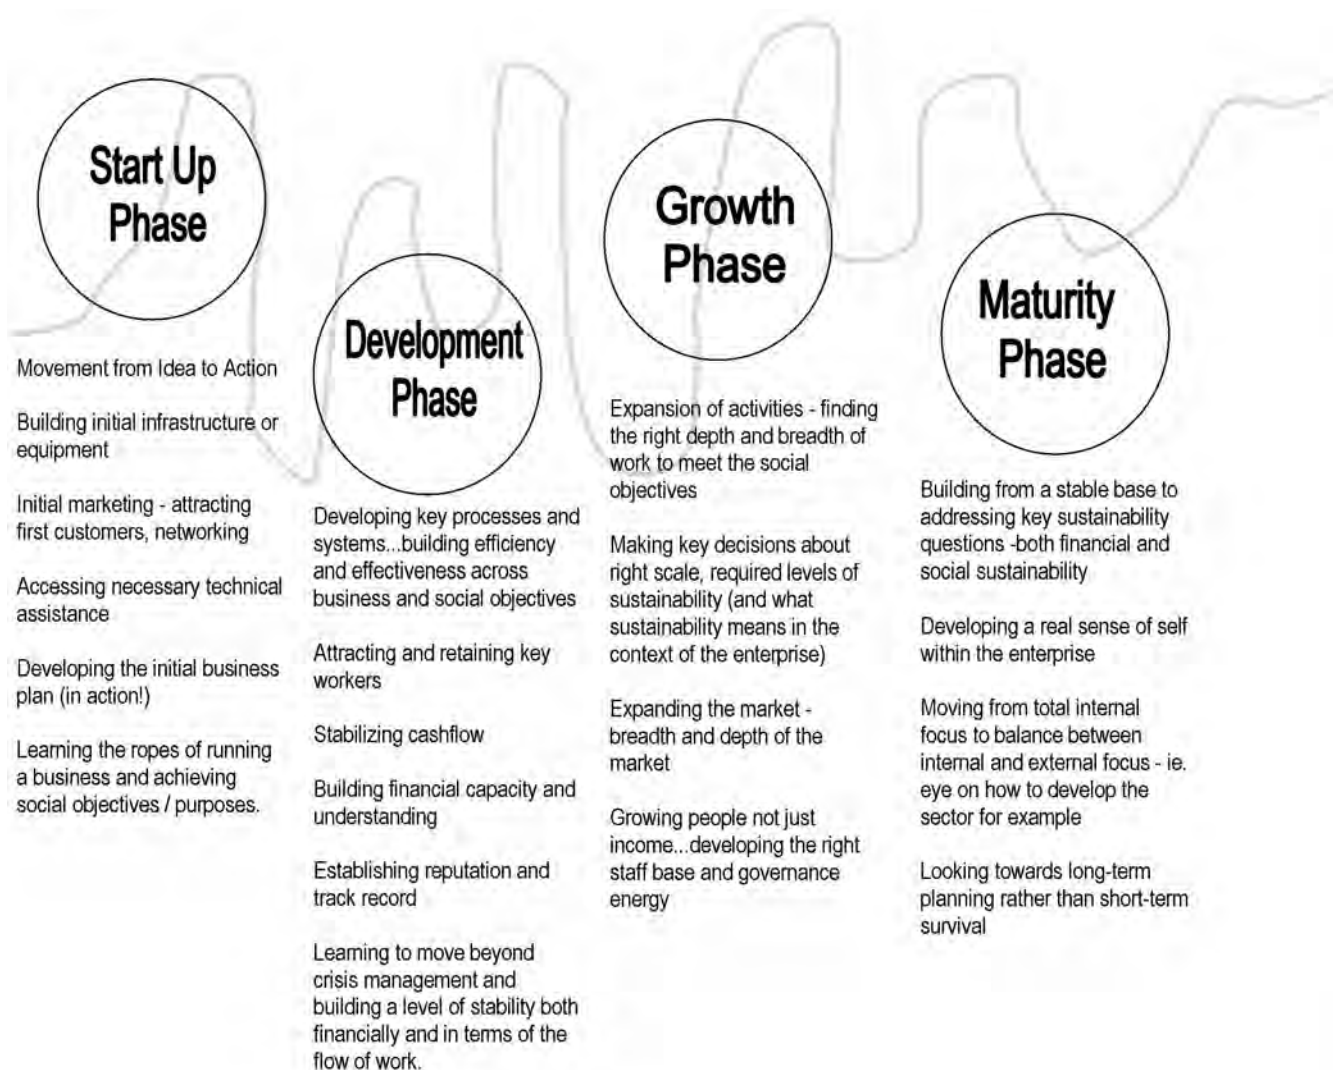 Start Up
Phase
Movement from Idea to Action
Building initial infrastructure or
equipment
Initial marketing - attracting
first customers, networking
Accessing necessary technical
assistance
Developing the initial business
plan (in action!)
Learning the ropes of running
a business and achieving
social objectives / purposes.
Development
Phase
Developing key processes and
systems...building efficiency
and effectiveness across
business and social objectives
Attracting and retaining key
workers
Stabilizing cashflow
Building financial capacity and
understanding
Establishing reputation and
track record
Learning to move beyond
crisis management and
building a level of stability both
financially and in terms of the
flow of work.
Growth
Phase
Expansion of activities - finding
the right depth and breadth of
work to meet the social
objectives
Making key decisions about
right scale, required levels of
sustainability (and what
sustainability means in the
context of the enterprise)
Expanding the market -
breadth and depth of the
market
Growing people not just
income...developing the right
staff base and governance
energy
Maturity
Phase
Building from a stable base to
addressing key sustainability
questions -both financial and
social sustainability
Developing a real sense of self
within the enterprise
Moving from total internal
focus to balance between
internal and external focus - ie.
eye on how to develop the
sector for example
Looking towards long-term
planning rather than short-term
survival